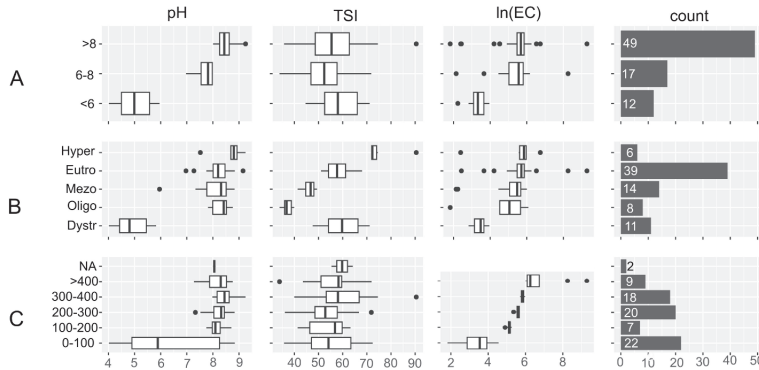 pH TSI ln(EC) count
A
>8 49
6-8 17
<6 12
B
Hyper 6
Eutro 39
Mezo 14
Oligo 8
Dystr 11
C
NA 2
>400 9
300-400 18
200-300 20
100-200 7
0-100 22
4 5 6 7 8 9 40 50 60 70 80 90 2 4 6 8 0 10 20 30 40 50